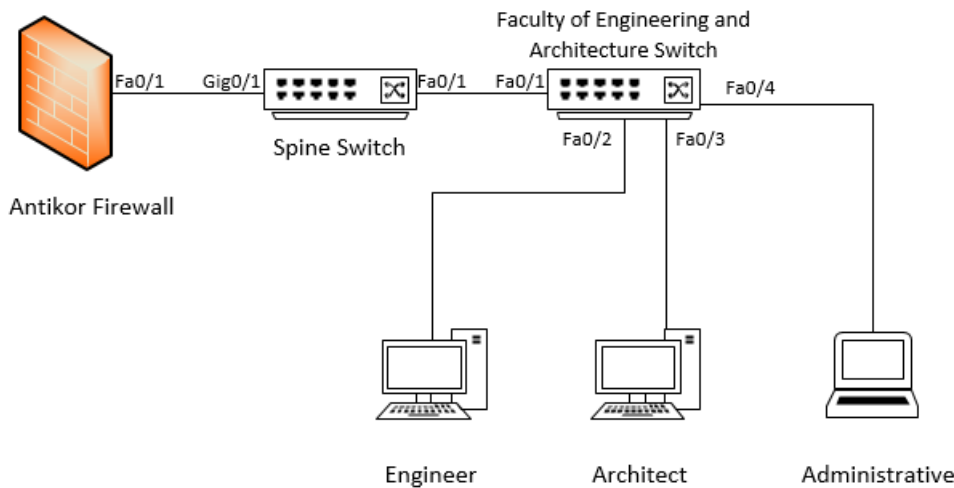 Faculty of Engineering and
Architecture Switch
Fa0/1
Gig0/1
Fa0/1
Fa0/1
Fa0/4
Fa0/2
Fa0/3
Spine Switch
Antikor Firewall
Engineer
Architect
Administrative